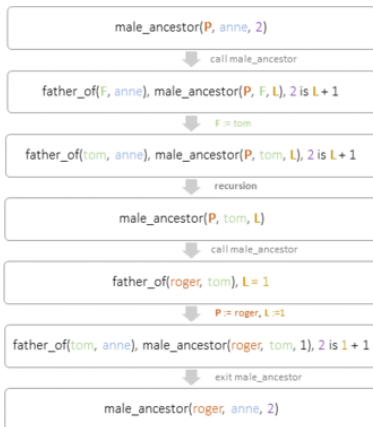 male_ancestor(P, anne, 2)
call male_ancestor
father_of(F, anne), male_ancestor(P, F, L), 2 is L + 1
F := tom
father_of(tom, anne), male_ancestor(P, tom, L), 2 is L + 1
recursion
male_ancestor(P, tom, L)
call male_ancestor
father_of(roger, tom), L = 1
P := roger, L :=1
father_of(tom, anne), male_ancestor(roger, tom, 1), 2 is 1 + 1
exit male_ancestor
male_ancestor(roger, anne, 2)